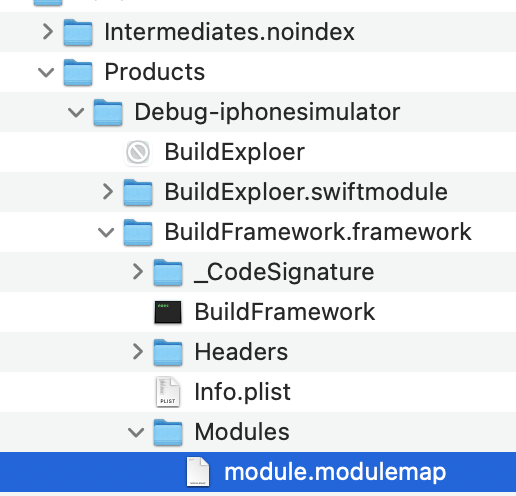 Intermediates.noindex
Products
Debug-iphonesimulator
BuildExploer
BuildExploer.swiftmodule
BuildFramework.framework
_CodeSignature
BuildFramework
Headers
Info.plist
Modules
module.modulemap